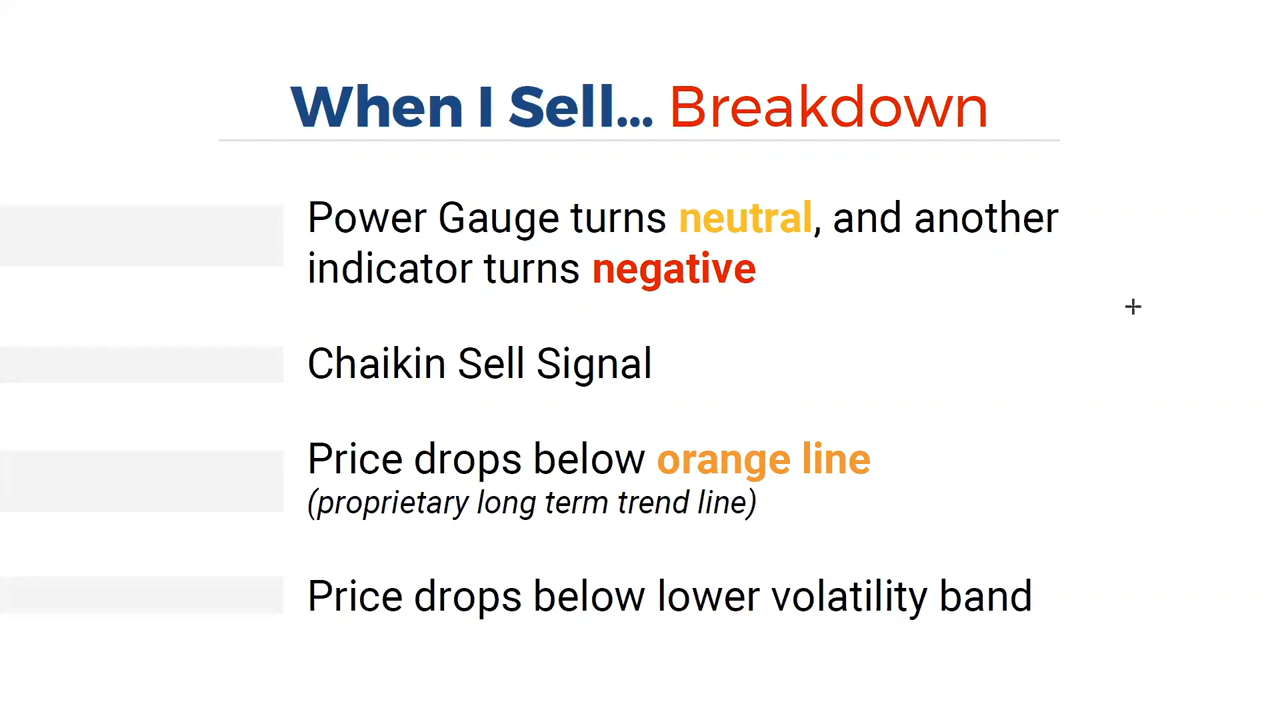 When I Sell... Breakdown
Power Gauge turns neutral, and another
indicator turns negative
Chaikin Sell Signal
Price drops below orange line
(proprietary long term trend line)
Price drops below lower volatility band